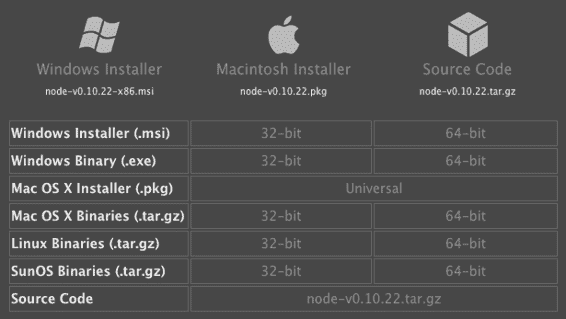 Windows Installer Macintosh Installer Source Code
node-v0.10.22-x86.msi node-v0.10.22.pkg node-v0.10.22.tar.gz
Windows Installer (.msi) 32-bit 64-bit
Windows Binary (.exe) 32-bit 64-bit
Mac OS X Installer (.pkg) Universal
Mac OS X Binaries (.tar.gz) 32-bit 64-bit
Linux Binaries (.tar.gz) 32-bit 64-bit
SunOS Binaries (.tar.gz) 32-bit 64-bit
Source Code node-v0.10.22.tar.gz